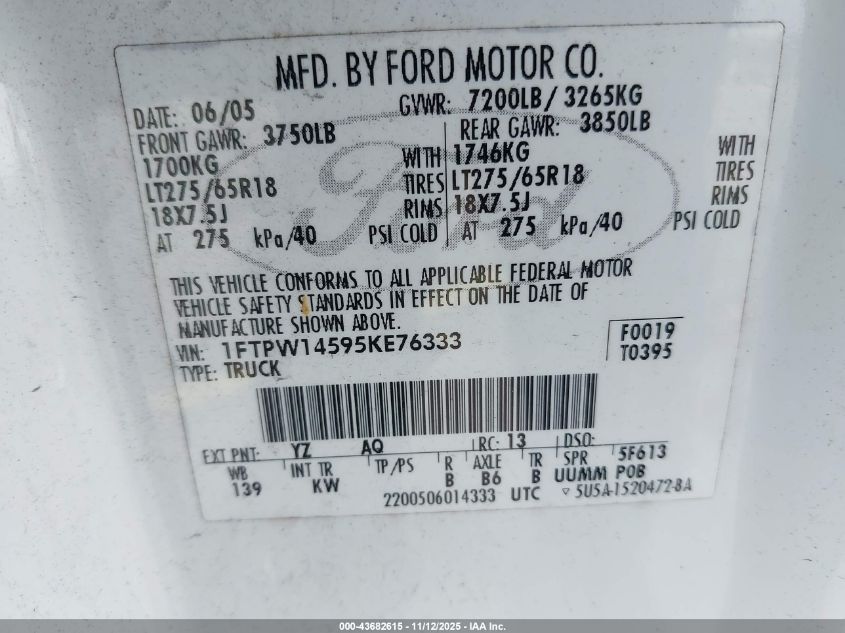 MFD. BY FORD MOTOR CO.
DATE: 06/05 GVWR: 7200LB/ 3265KG
FRONT GAWR: 3750LB REAR GAWR: 3850LB
1700KG WITH 1746KG WITH
LT275/65R18 TIRES LT275/65R18 TIRES
18X7.5J RIMS 18X7.5J RIMS
AT 275 kPa/40 PSI COLD AT 275 kPa/40 PSI COLD
THIS VEHICLE CONFORMS TO ALL APPLICABLE FEDERAL MOTOR
VEHICLE SAFETY STANDARDS IN EFFECT ON THE DATE OF
MANUFACTURE SHOWN ABOVE.
VIN: 1FTPW14595KE76333 F0019
TYPE: TRUCK T0395
EXT PNT: YZ AQ RC: 13 DSO:
WB INT TR TP/PS R AXLE TR SPR 5F613
139 KW B B6 B UUMM POB
2200506014333 UTC ▽ 5U5A-1520472-BA
Ford
000-43682615 - 11/12/2025 - IAA Inc.